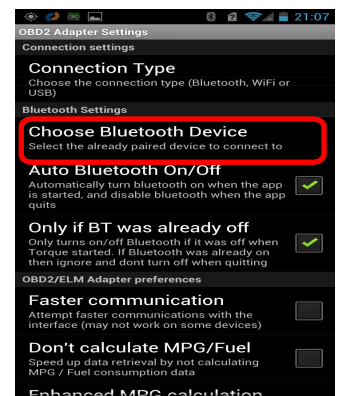 21:07
OBD2 Adapter Settings
Connection settings
Connection Type
Choose the connection type (Bluetooth, WiFi or
USB)
Bluetooth Settings
Choose Bluetooth Device
Select the already paired device to connect to
Auto Bluetooth On/Off
Automatically turn bluetooth on when the app
is started, and disable bluetooth when the app
quits
Only if BT was already off
Only turns on/off Bluetooth if it was off when
Torque started. If Bluetooth was already on
then ignore and dont turn off when quitting
OBD2/ELM Adapter preferences
Faster communication
Attempt faster communications with the
interface (may not work on some devices)
Don't calculate MPG/Fuel
Speed up data retrieval by not calculating
MPG / Fuel consumption data
Enhanced MPG calculation